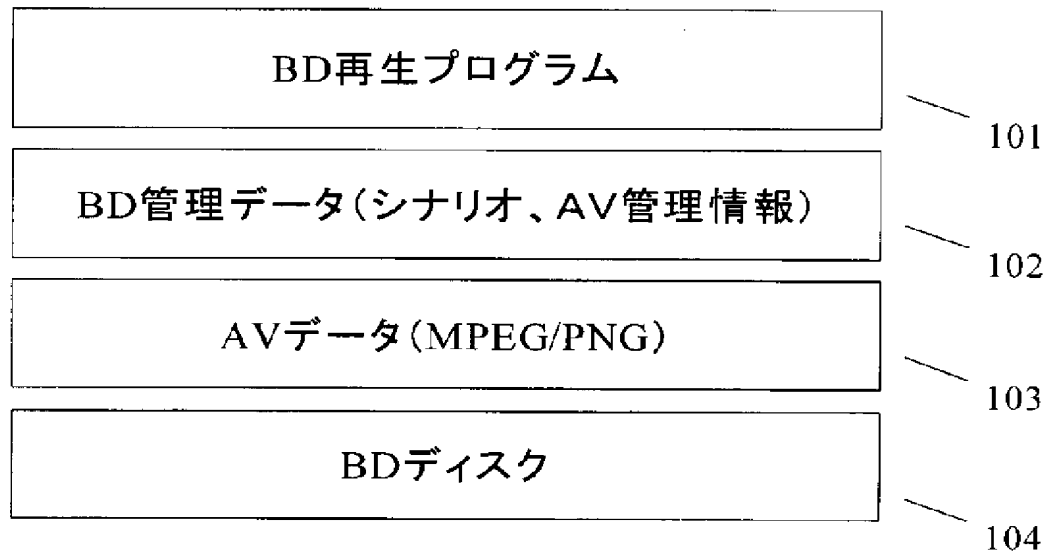 BD再生プログラム
101
BD管理データ(シナリオ、AV管理情報)
102
AVデータ(MPEG/PNG)
103
BDディスク
104